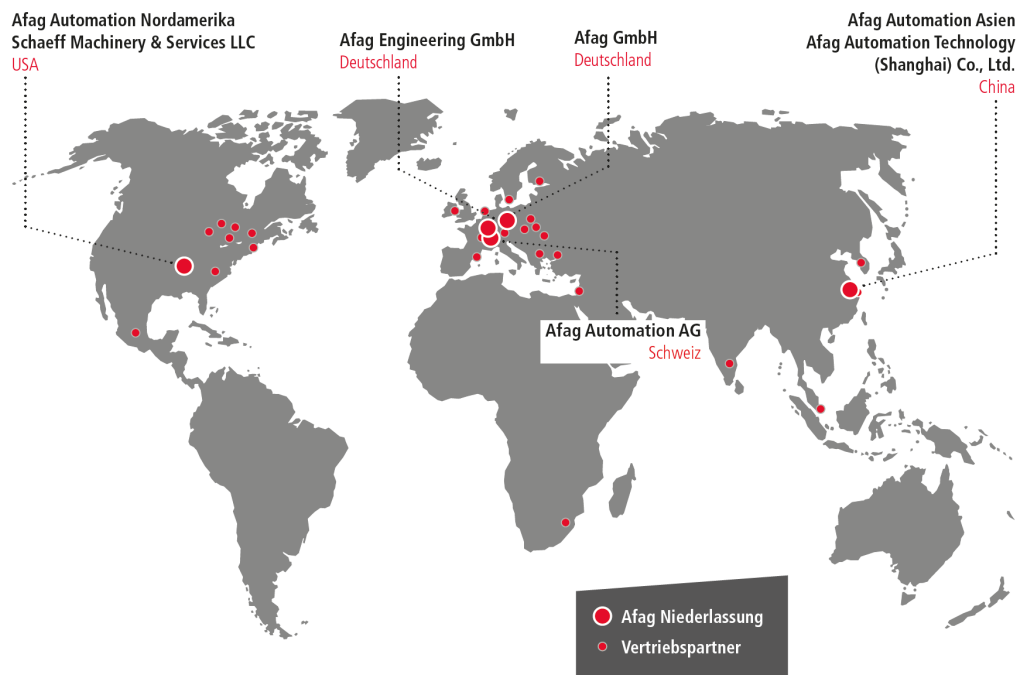 Afag Automation Nordamerika
Schaeff Machinery & Services LLC
USA
Afag Engineering GmbH
Deutschland
Afag GmbH
Deutschland
Afag Automation Asien
Afag Automation Technology
(Shanghai) Co., Ltd.
China
Afag Automation AG
Schweiz
Afag Niederlassung
Vertriebspartner